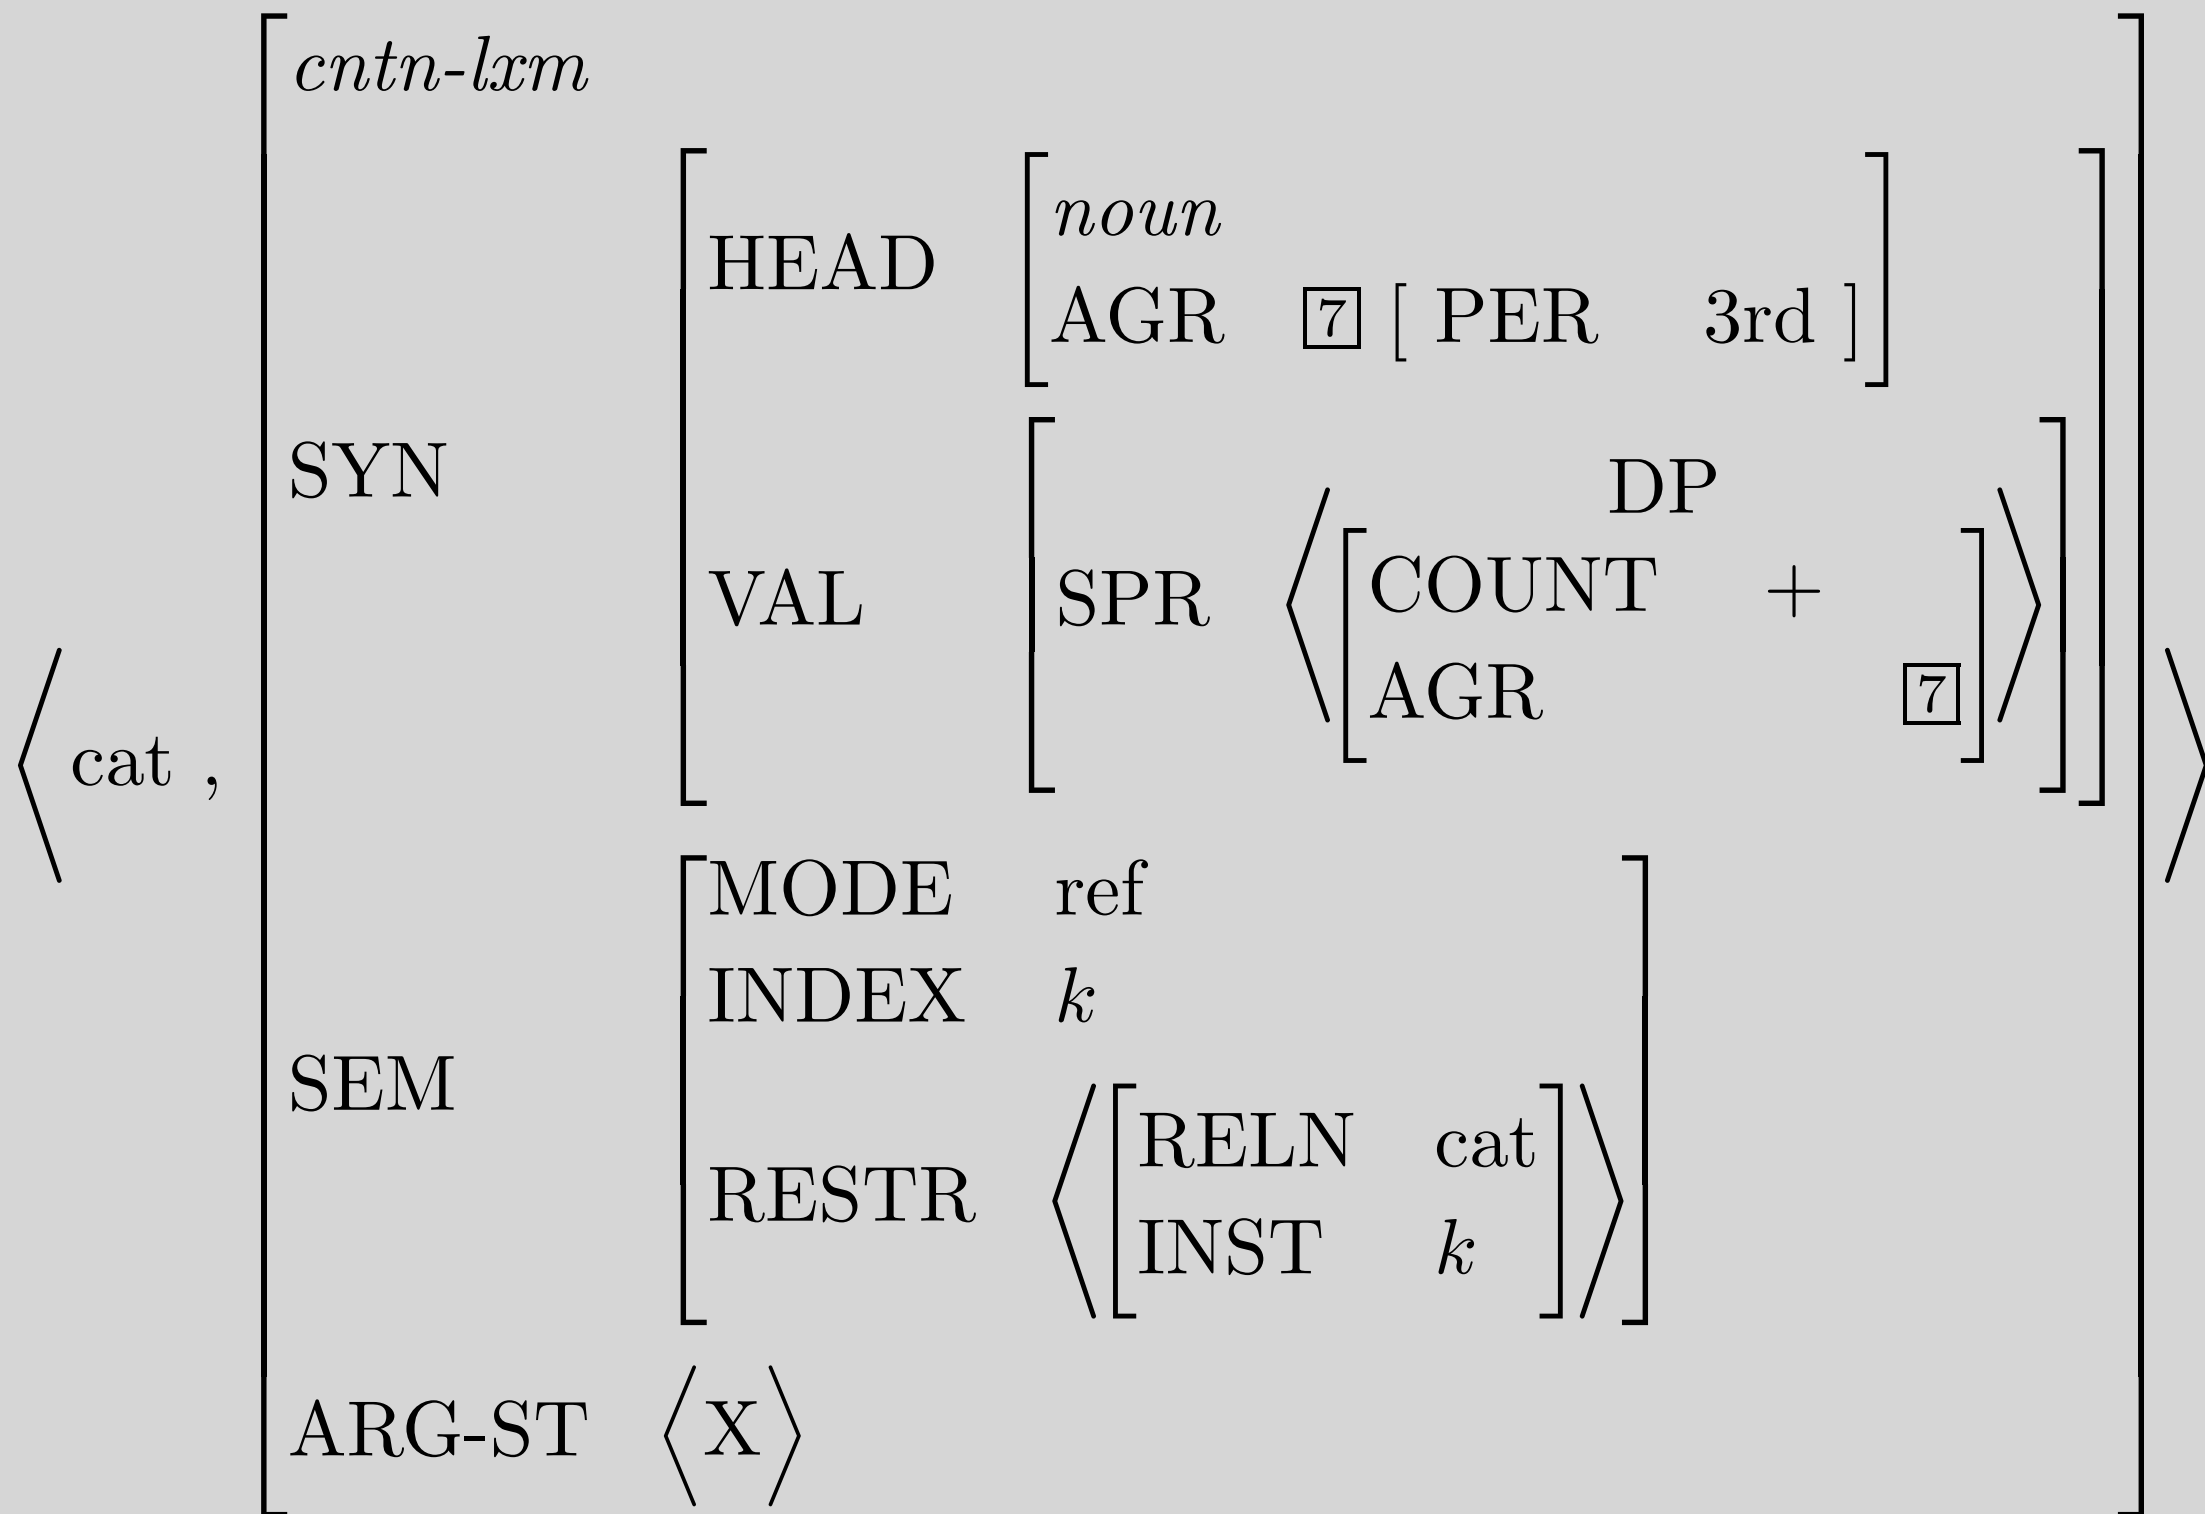 cntn-lxm
noun
HEAD
AGR 7 [ PER 3rd ]
SYN
DP
COUNT +
VAL [ SPR ⟨
AGR 7
⟨ cat ,
MODE ref
INDEX k
SEM
RELN cat
RESTR ⟨
INST k
ARG-ST ⟨X⟩